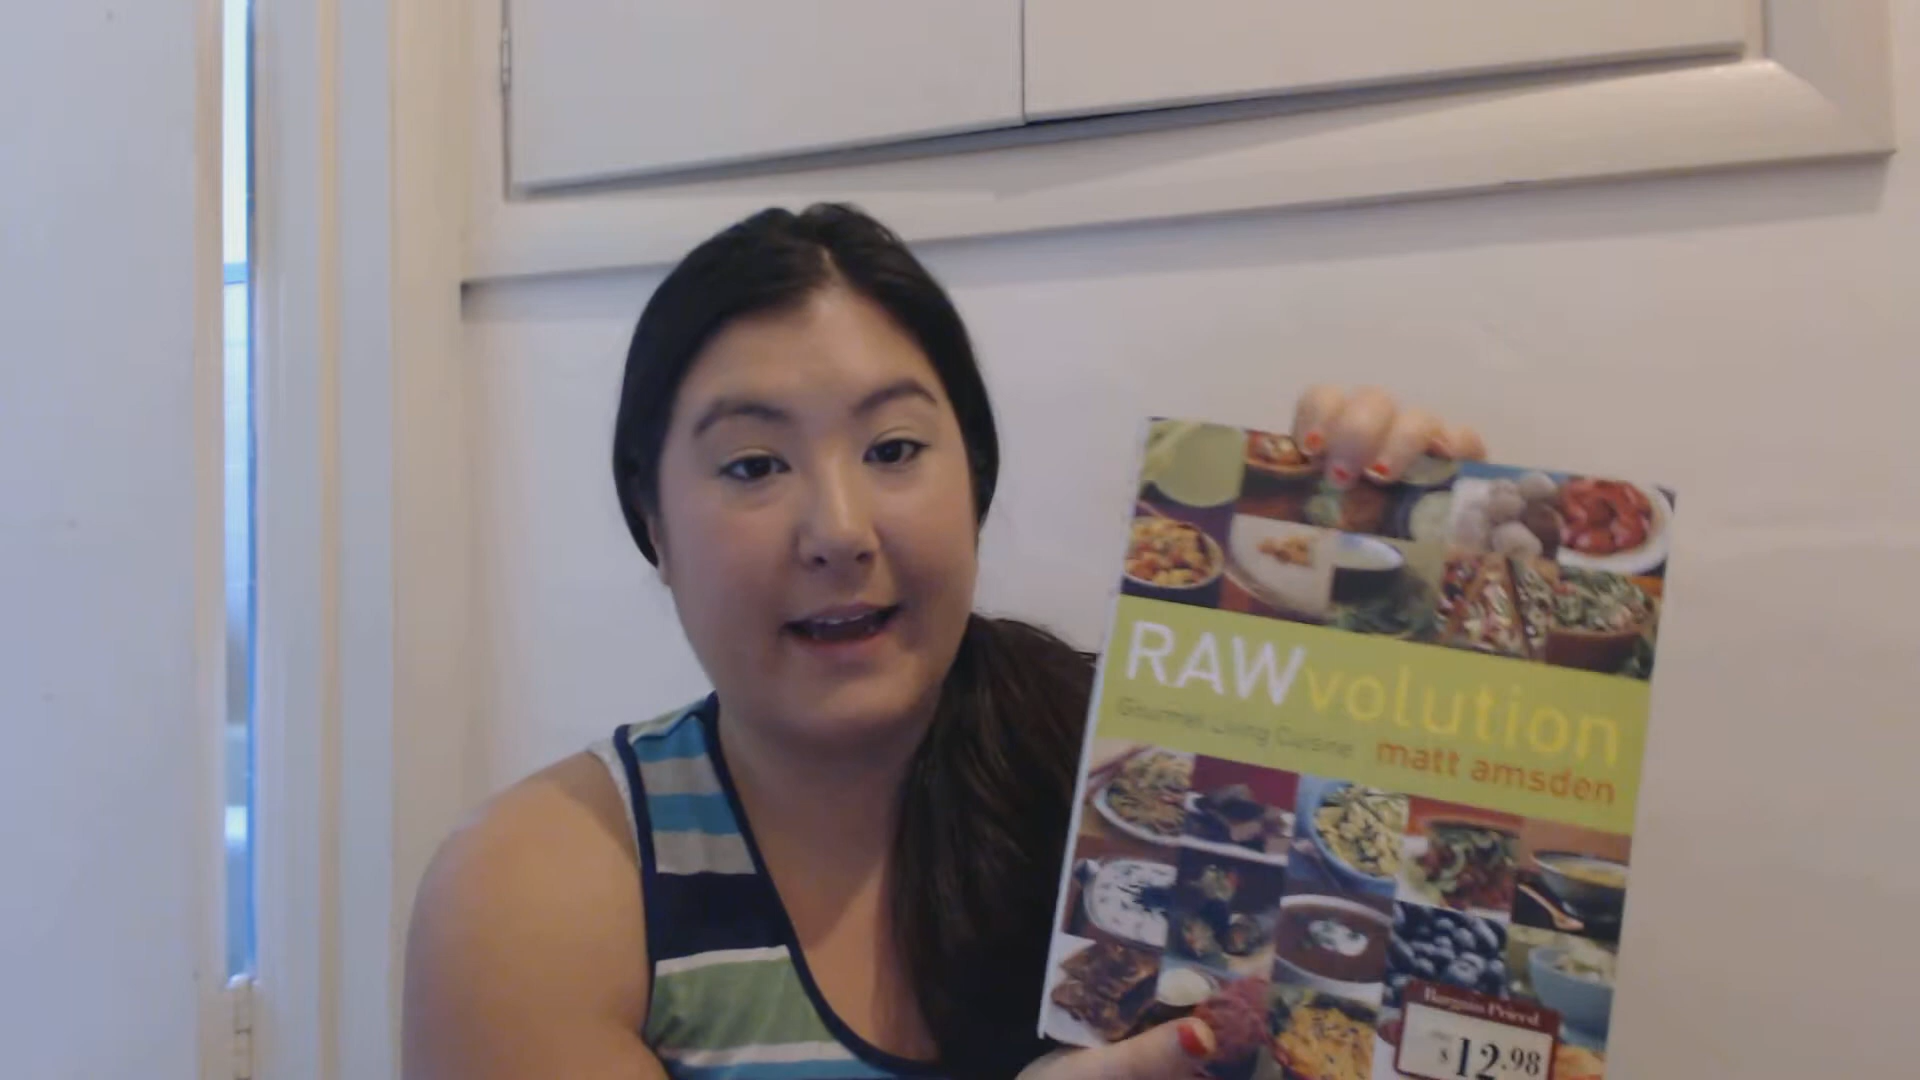 RAWvolution
Gourmet Living Cuisine matt amsden
Bargain Priced
$12.98